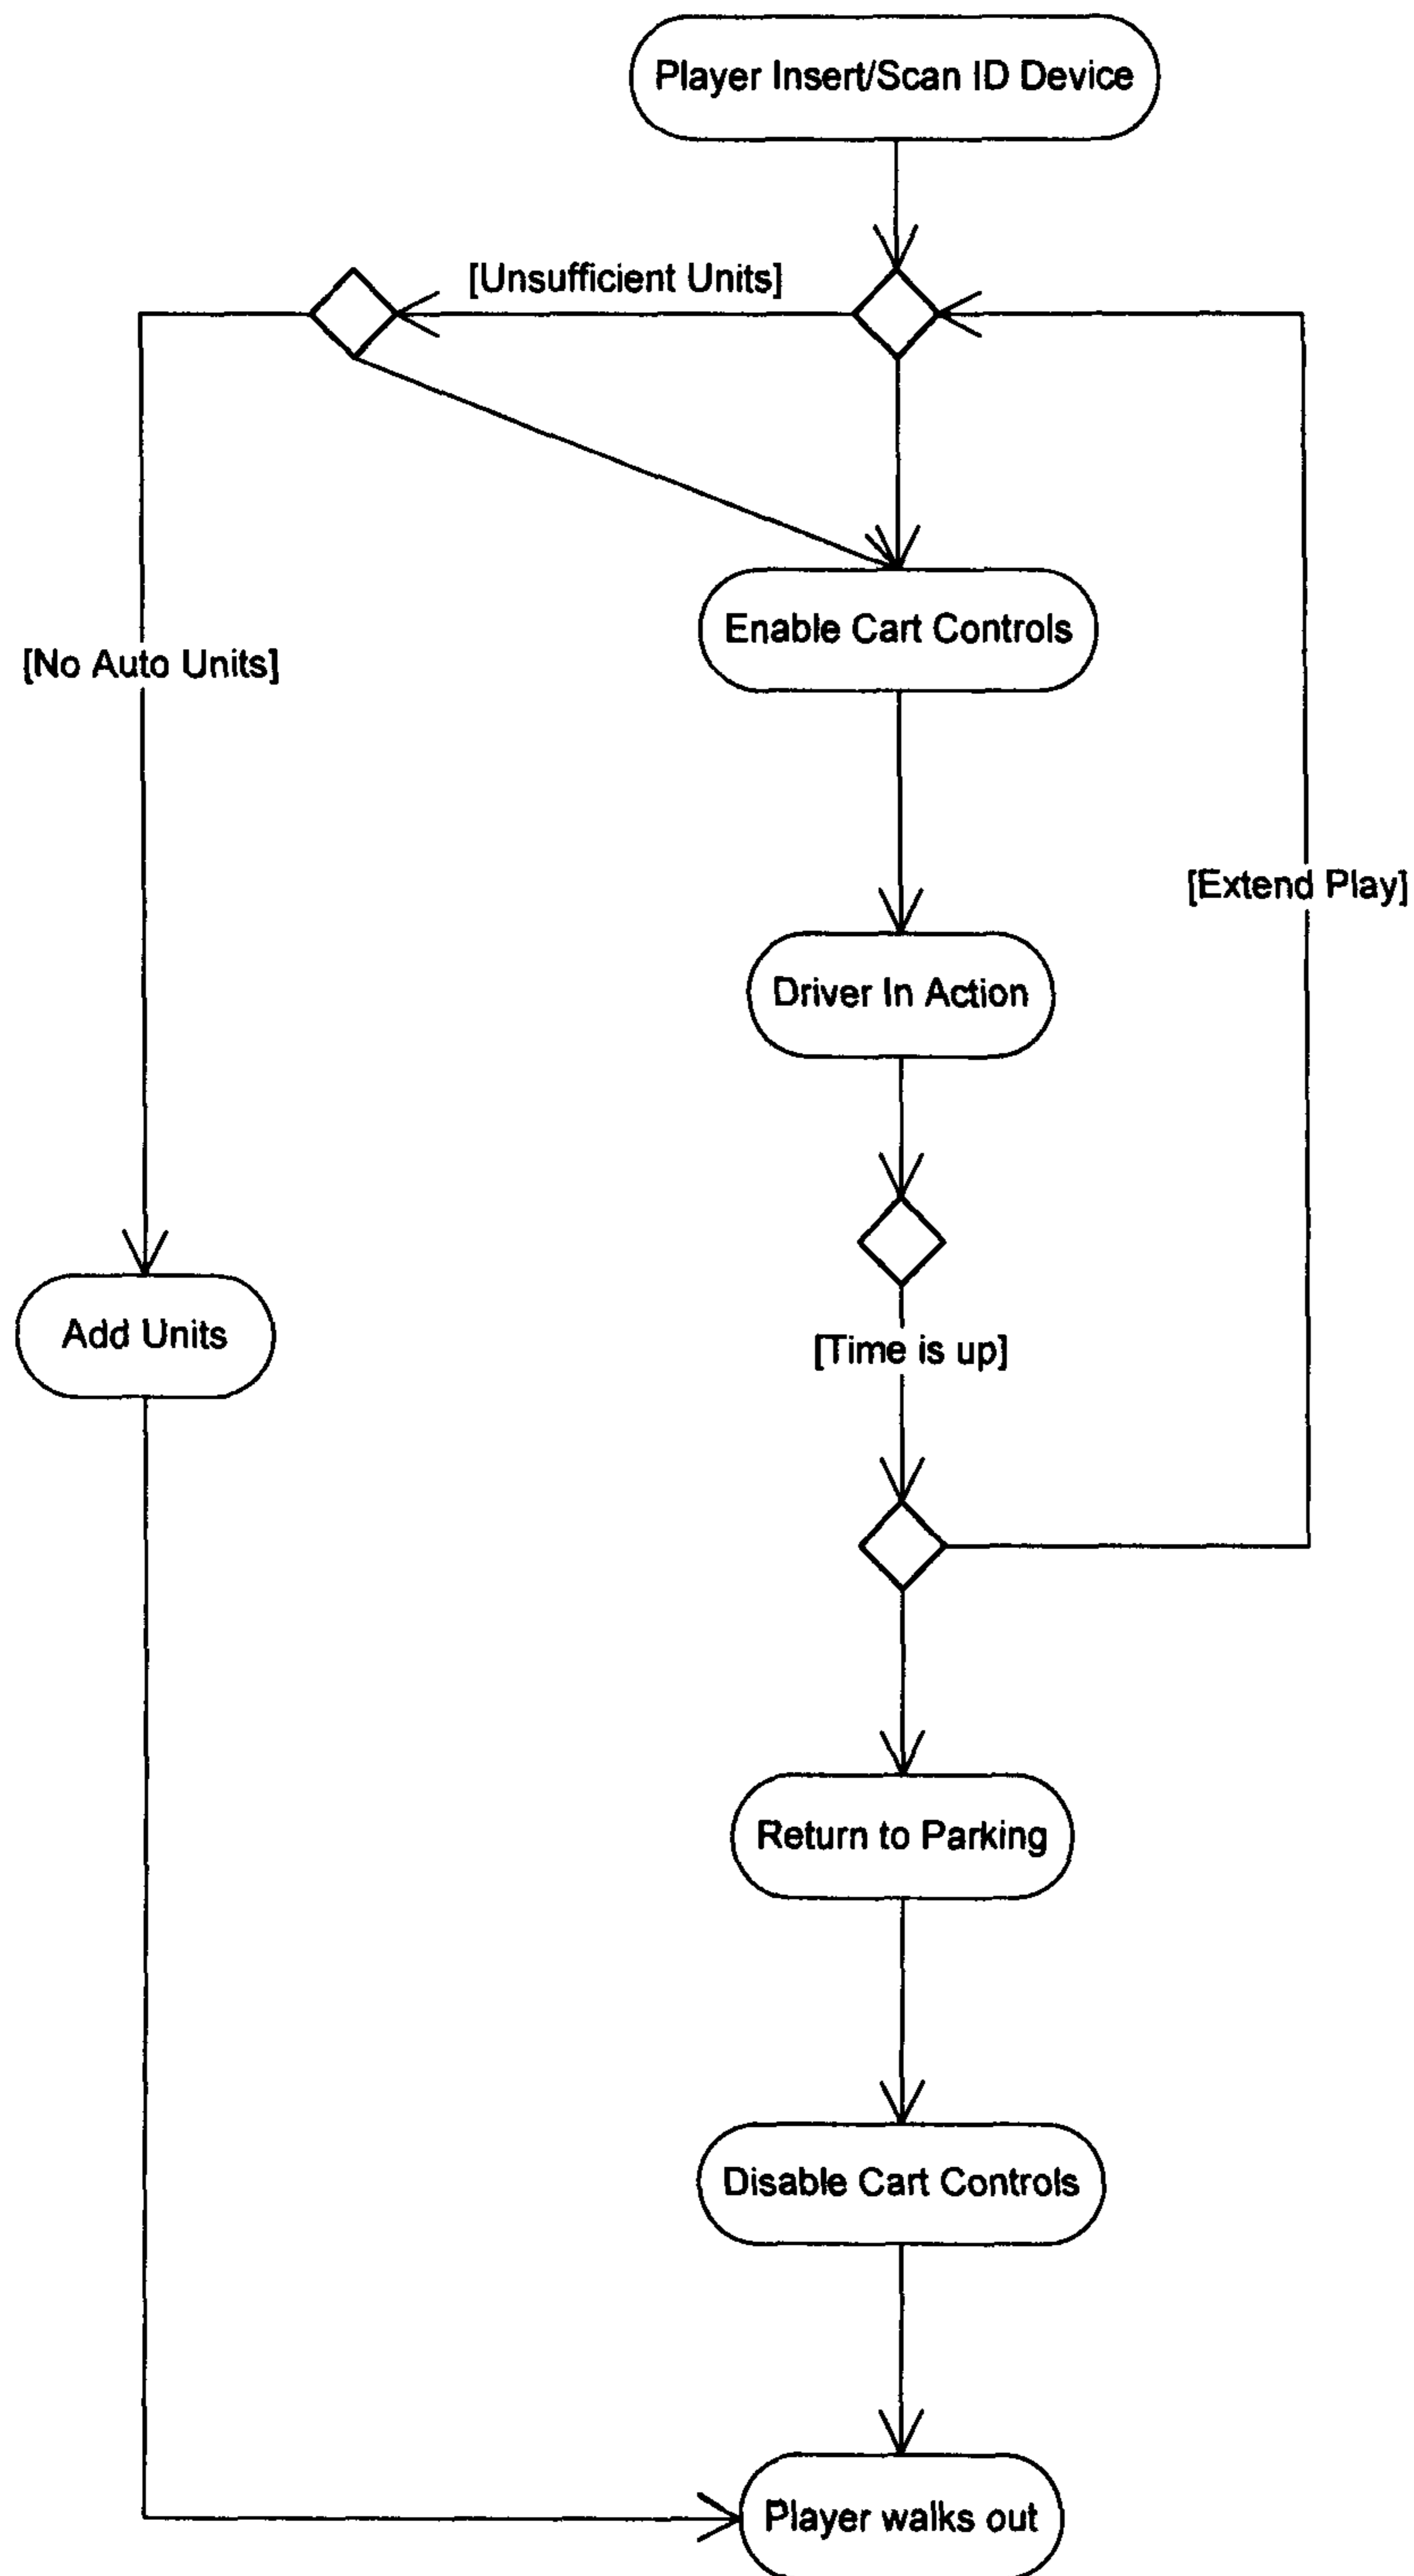 Player Insert/Scan ID Device
[Unsufficient Units]
Enable Cart Controls
[No Auto Units]
[Extend Play]
Driver In Action
Add Units
[Time is up]
Return to Parking
Disable Cart Controls
Player walks out